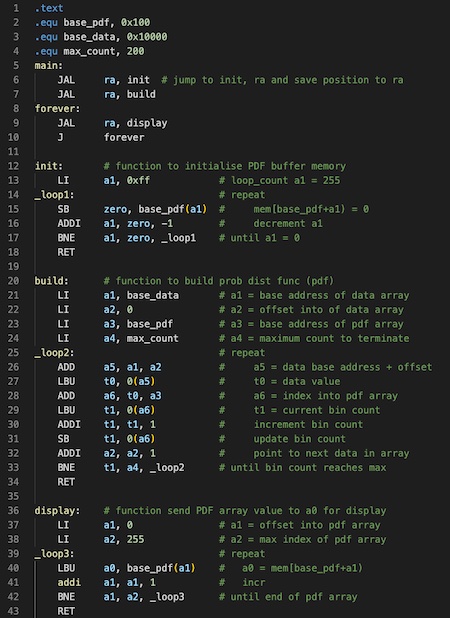 1 .text
2 .equ base_pdf, 0x100
3 .equ base_data, 0x10000
4 .equ max_count, 200
5 main:
6 JAL ra, init # jump to init, ra and save position to ra
7 JAL ra, build
8 forever:
9 JAL ra, display
10 J forever
11
12 init: # function to initialise PDF buffer memory
13 LI a1, 0xff # loop_count a1 = 255
14 _loop1: # repeat
15 SB zero, base_pdf(a1) # mem[base_pdf+a1) = 0
16 ADDI a1, zero, -1 # decrement a1
17 BNE a1, zero, _loop1 # until a1 = 0
18 RET
19
20 build: # function to build prob dist func (pdf)
21 LI a1, base_data # a1 = base address of data array
22 LI a2, 0 # a2 = offset into of data array
23 LI a3, base_pdf # a3 = base address of pdf array
24 LI a4, max_count # a4 = maximum count to terminate
25 _loop2: # repeat
26 ADD a5, a1, a2 # a5 = data base address + offset
27 LBU t0, 0(a5) # t0 = data value
28 ADD a6, t0, a3 # a6 = index into pdf array
29 LBU t1, 0(a6) # t1 = current bin count
30 ADDI t1, t1, 1 # increment bin count
31 SB t1, 0(a6) # update bin count
32 ADDI a2, a2, 1 # point to next data in array
33 BNE t1, a4, _loop2 # until bin count reaches max
34 RET
35
36 display: # function send PDF array value to a0 for display
37 LI a1, 0 # a1 = offset into pdf array
38 LI a2, 255 # a2 = max index of pdf array
39 _loop3: # repeat
40 LBU a0, base_pdf(a1) # a0 = mem[base_pdf+a1)
41 addi a1, a1, 1 # incr
42 BNE a1, a2, _loop3 # until end of pdf array
43 RET